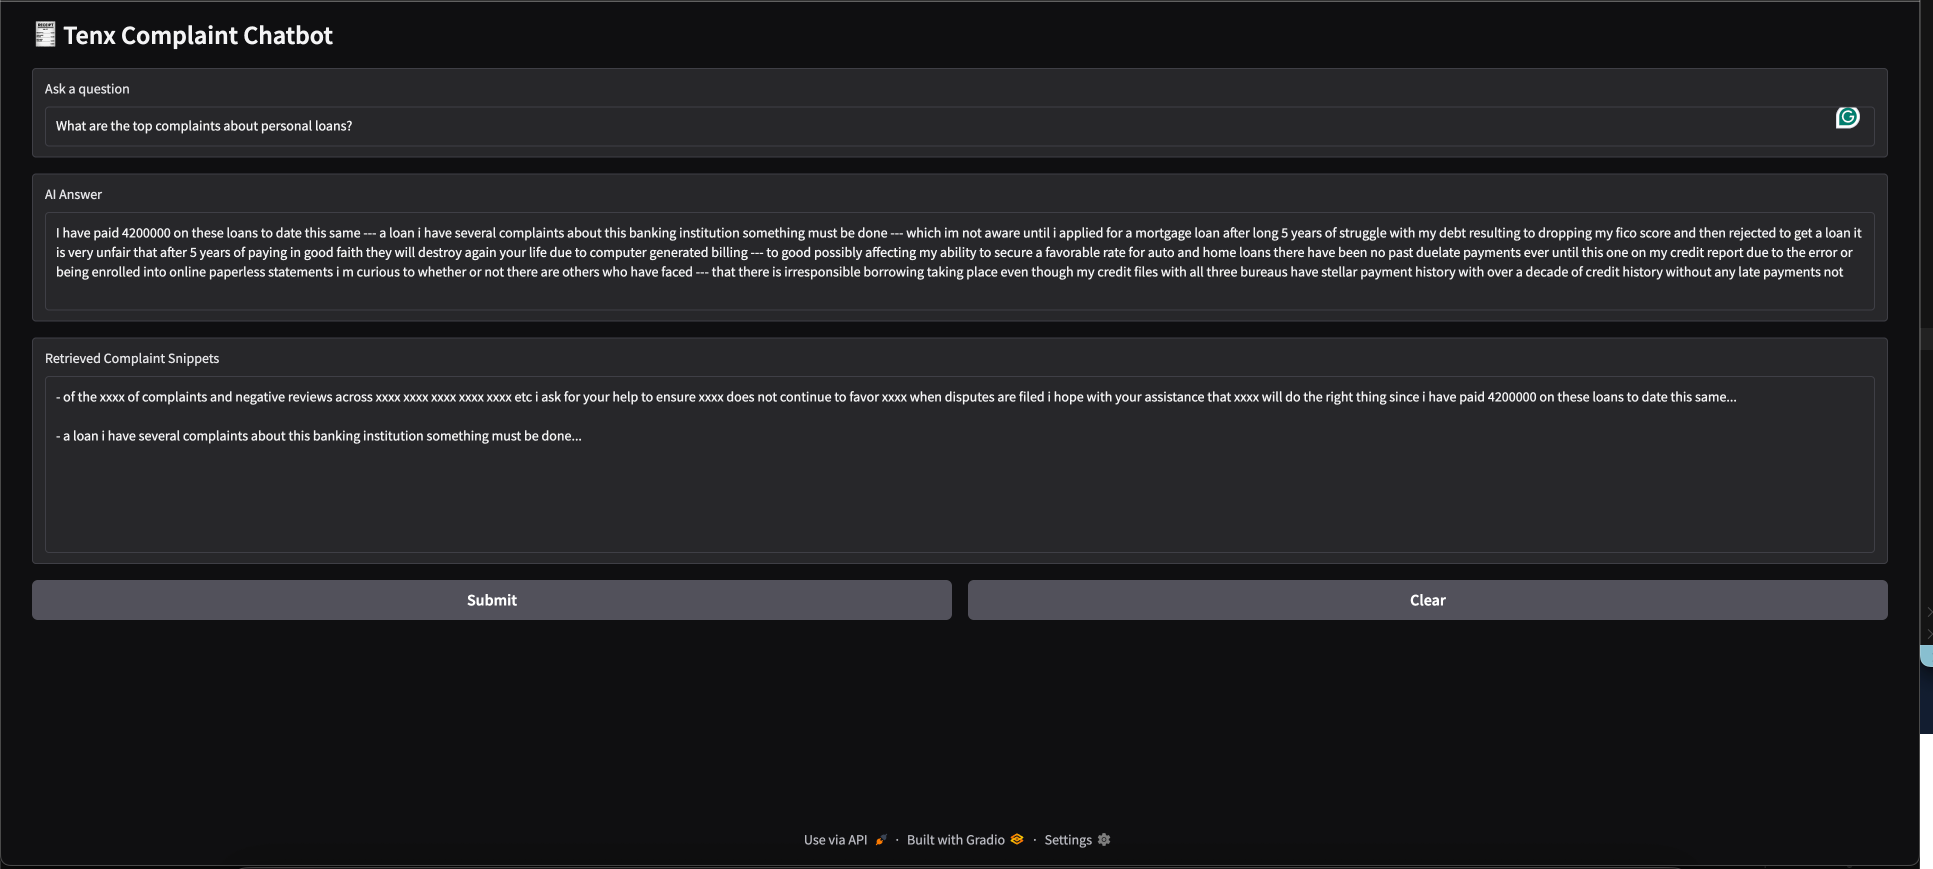 Tenx Complaint Chatbot
Ask a question
What are the top complaints about personal loans?
AI Answer
I have paid 4200000 on these loans to date this same --- a loan i have several complaints about this banking institution something must be done --- which im not aware until i applied for a mortgage loan after long 5 years of struggle with my debt resulting to dropping my fico score and then rejected to get a loan it
is very unfair that after 5 years of paying in good faith they will destroy again your life due to computer generated billing --- to good possibly affecting my ability to secure a favorable rate for auto and home loans there have been no past duelate payments ever until this one on my credit report due to the error or
being enrolled into online paperless statements i m curious to whether or not there are others who have faced --- that there is irresponsible borrowing taking place even though my credit files with all three bureaus have stellar payment history with over a decade of credit history without any late payments not
Retrieved Complaint Snippets
- of the xxxx of complaints and negative reviews across xxxx xxxx xxxx xxxx xxxx etc i ask for your help to ensure xxxx does not continue to favor xxxx when disputes are filed i hope with your assistance that xxxx will do the right thing since i have paid 4200000 on these loans to date this same...
- a loan i have several complaints about this banking institution something must be done...
Submit
Clear
Use via API · Built with Gradio · Settings